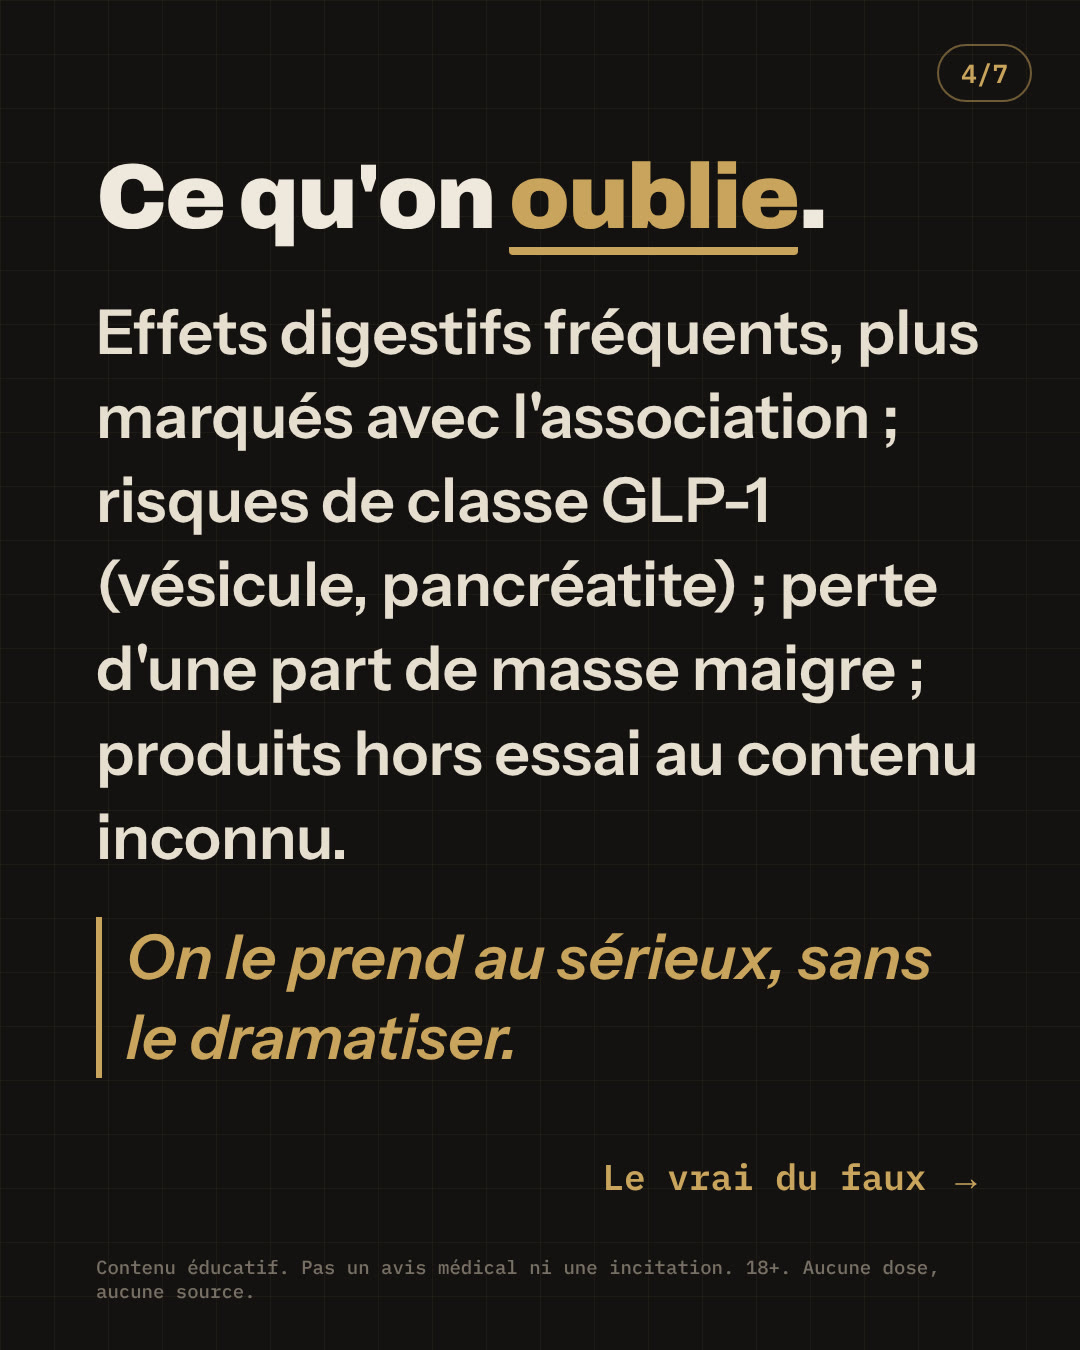 4/7
Ce qu'on oublie.
Effets digestifs fréquents, plus
marqués avec l'association ;
risques de classe GLP-1
(vésicule, pancréatite) ; perte
d'une part de masse maigre ;
produits hors essai au contenu
inconnu.
On le prend au sérieux, sans
le dramatiser.
Le vrai du faux →
Contenu éducatif. Pas un avis médical ni une incitation. 18+. Aucune dose,
aucune source.